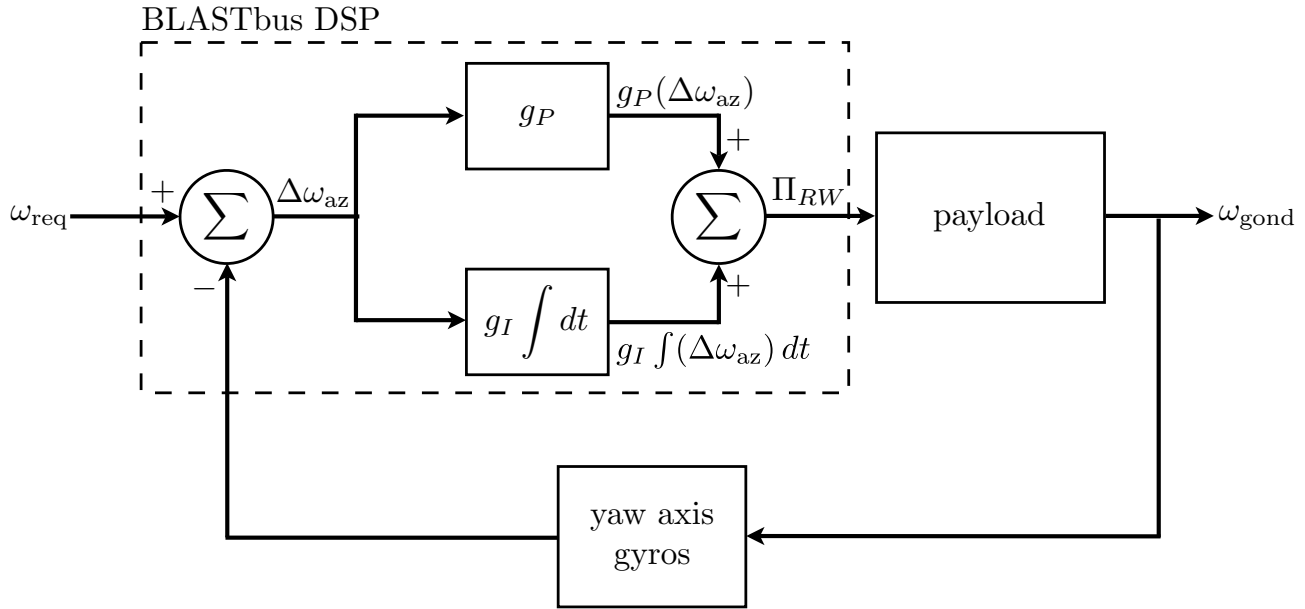 BLASTbus DSP
g_P
g_P(Δω_az)
+
+
ω_req
∑
Δω_az
∑
Π_RW
payload
ω_gond
−
+
g_I ∫ dt
g_I ∫(Δω_az) dt
yaw axis
gyros